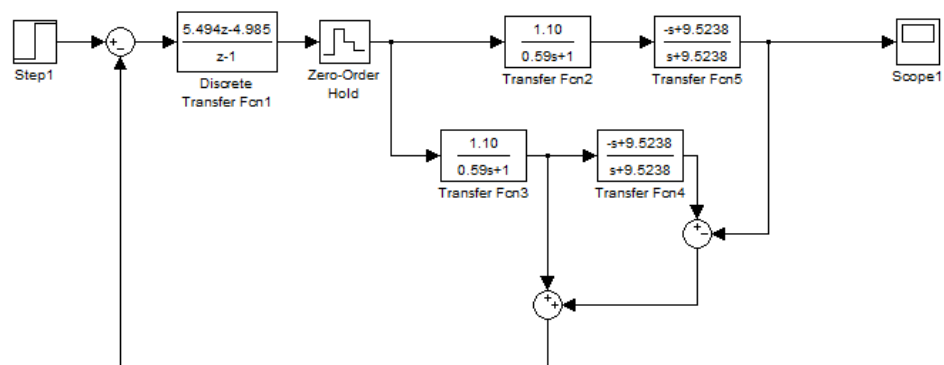 5.494z-4.985
z-1
Discrete
Transfer Fcn1
Step1
Zero-Order
Hold
1.10
0.59s+1
Transfer Fcn2
-s+9.5238
s+9.5238
Transfer Fcn5
Scope1
1.10
0.59s+1
Transfer Fcn3
-s+9.5238
s+9.5238
Transfer Fcn4